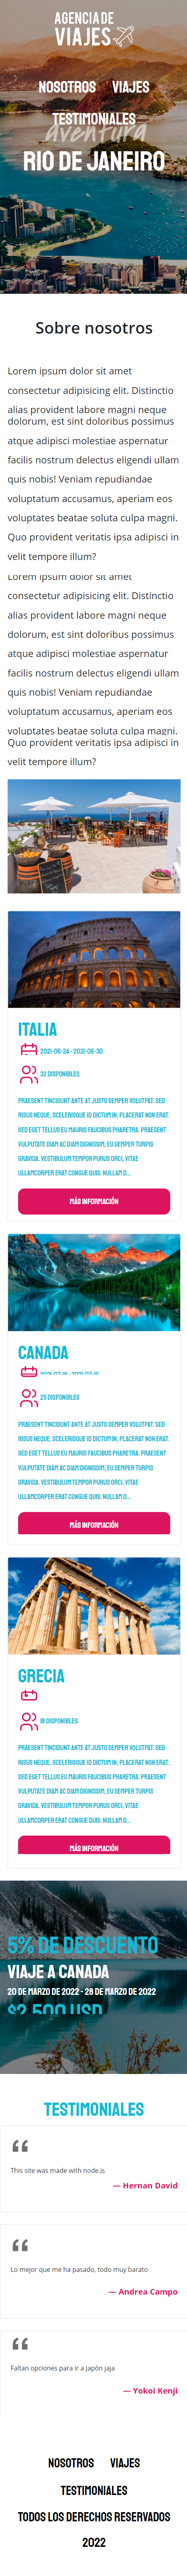 AGENCIA DE
VIAJES
NOSOTROS VIAJES
TESTIMONIALES
aventura
RIO DE JANEIRO
Sobre nosotros
Lorem ipsum dolor sit amet
consectetur adipisicing elit. Distinctio
alias provident labore magni neque
dolorum, est sint doloribus possimus
atque adipisci molestiae aspernatur
facilis nostrum delectus eligendi ullam
quis nobis! Veniam repudiandae
voluptatum accusamus, aperiam eos
voluptates beatae soluta culpa magni.
Quo provident veritatis ipsa adipisci in
velit tempore illum?
Lorem ipsum dolor sit amet
consectetur adipisicing elit. Distinctio
alias provident labore magni neque
dolorum, est sint doloribus possimus
atque adipisci molestiae aspernatur
facilis nostrum delectus eligendi ullam
quis nobis! Veniam repudiandae
voluptatum accusamus, aperiam eos
voluptates beatae soluta culpa magni.
Quo provident veritatis ipsa adipisci in
velit tempore illum?
ITALIA
2021-06-24 - 2021-06-30
32 DISPONIBLES
PRAESENT TINCIDUNT ANTE AT JUSTO SEMPER VOLUTPAT. SED
RISUS NEQUE, SCELERISQUE ID DICTUM IN, PLACERAT NON ERAT.
SED EGET TELLUS EU MAURIS FAUCIBUS PHARETRA. PRAESENT
VULPUTATE DIAM AC DIAM DIGNISSIM, EU SEMPER TURPIS
GRAVIDA. VESTIBULUM TEMPOR PURUS ORCI, VITAE
ULLAMCORPER ERAT CONGUE QUIS. NULLAM D...
MÁS INFORMACIÓN
CANADA
25 DISPONIBLES
PRAESENT TINCIDUNT ANTE AT JUSTO SEMPER VOLUTPAT. SED
RISUS NEQUE, SCELERISQUE ID DICTUM IN, PLACERAT NON ERAT.
SED EGET TELLUS EU MAURIS FAUCIBUS PHARETRA. PRAESENT
VULPUTATE DIAM AC DIAM DIGNISSIM, EU SEMPER TURPIS
GRAVIDA. VESTIBULUM TEMPOR PURUS ORCI, VITAE
ULLAMCORPER ERAT CONGUE QUIS. NULLAM D...
MÁS INFORMACIÓN
GRECIA
18 DISPONIBLES
PRAESENT TINCIDUNT ANTE AT JUSTO SEMPER VOLUTPAT. SED
RISUS NEQUE, SCELERISQUE ID DICTUM IN, PLACERAT NON ERAT.
SED EGET TELLUS EU MAURIS FAUCIBUS PHARETRA. PRAESENT
VULPUTATE DIAM AC DIAM DIGNISSIM, EU SEMPER TURPIS
GRAVIDA. VESTIBULUM TEMPOR PURUS ORCI, VITAE
ULLAMCORPER ERAT CONGUE QUIS. NULLAM D...
MÁS INFORMACIÓN
5% DE DESCUENTO
VIAJE A CANADA
20 DE MARZO DE 2022 - 28 DE MARZO DE 2022
$2,500 USD
TESTIMONIALES
This site was made with node.js
— Hernan David
Lo mejor que me ha pasado, todo muy barato
— Andrea Campo
Faltan opciones para ir a Japón jaja
— Yokoi Kenji
NOSOTROS VIAJES
TESTIMONIALES
TODOS LOS DERECHOS RESERVADOS
2022